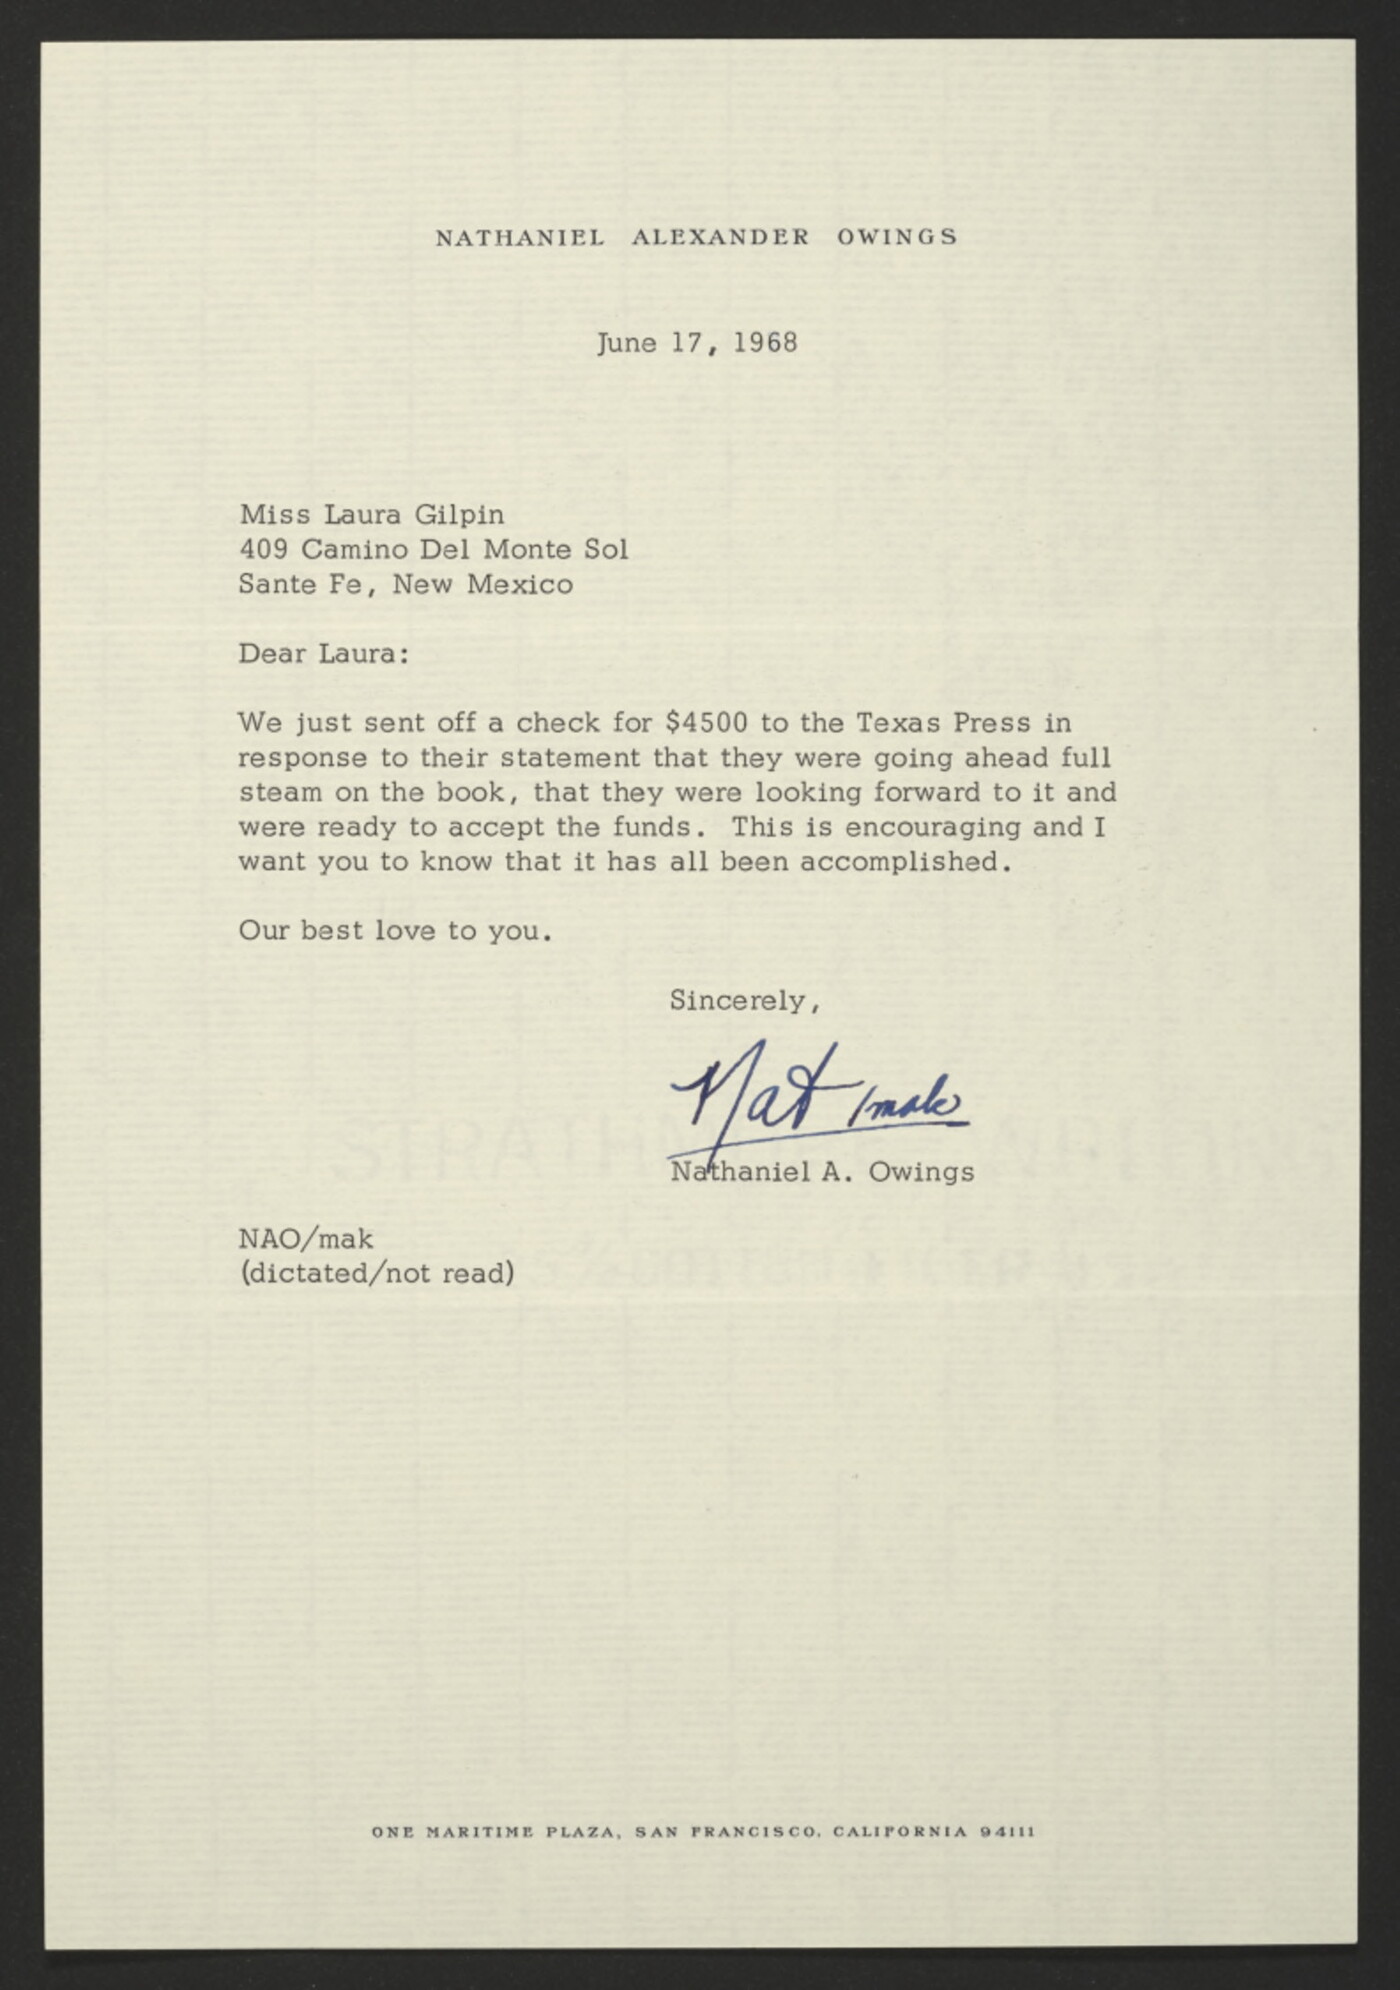 NATHANIEL ALEXANDER OWINGS
June 17, 1968
Miss Laura Gilpin
409 Camino Del Monte Sol
Sante Fe, New Mexico
Dear Laura:
We just sent off a check for $4500 to the Texas Press in
response to their statement that they were going ahead full
steam on the book, that they were looking forward to it and
were ready to accept the funds. This is encouraging and I
want you to know that it has all been accomplished.
Our best love to you.
Sincerely,
Nat /mak
Nathaniel A. Owings
NAO/mak
(dictated/not read)
ONE MARITIME PLAZA, SAN FRANCISCO, CALIFORNIA 94111